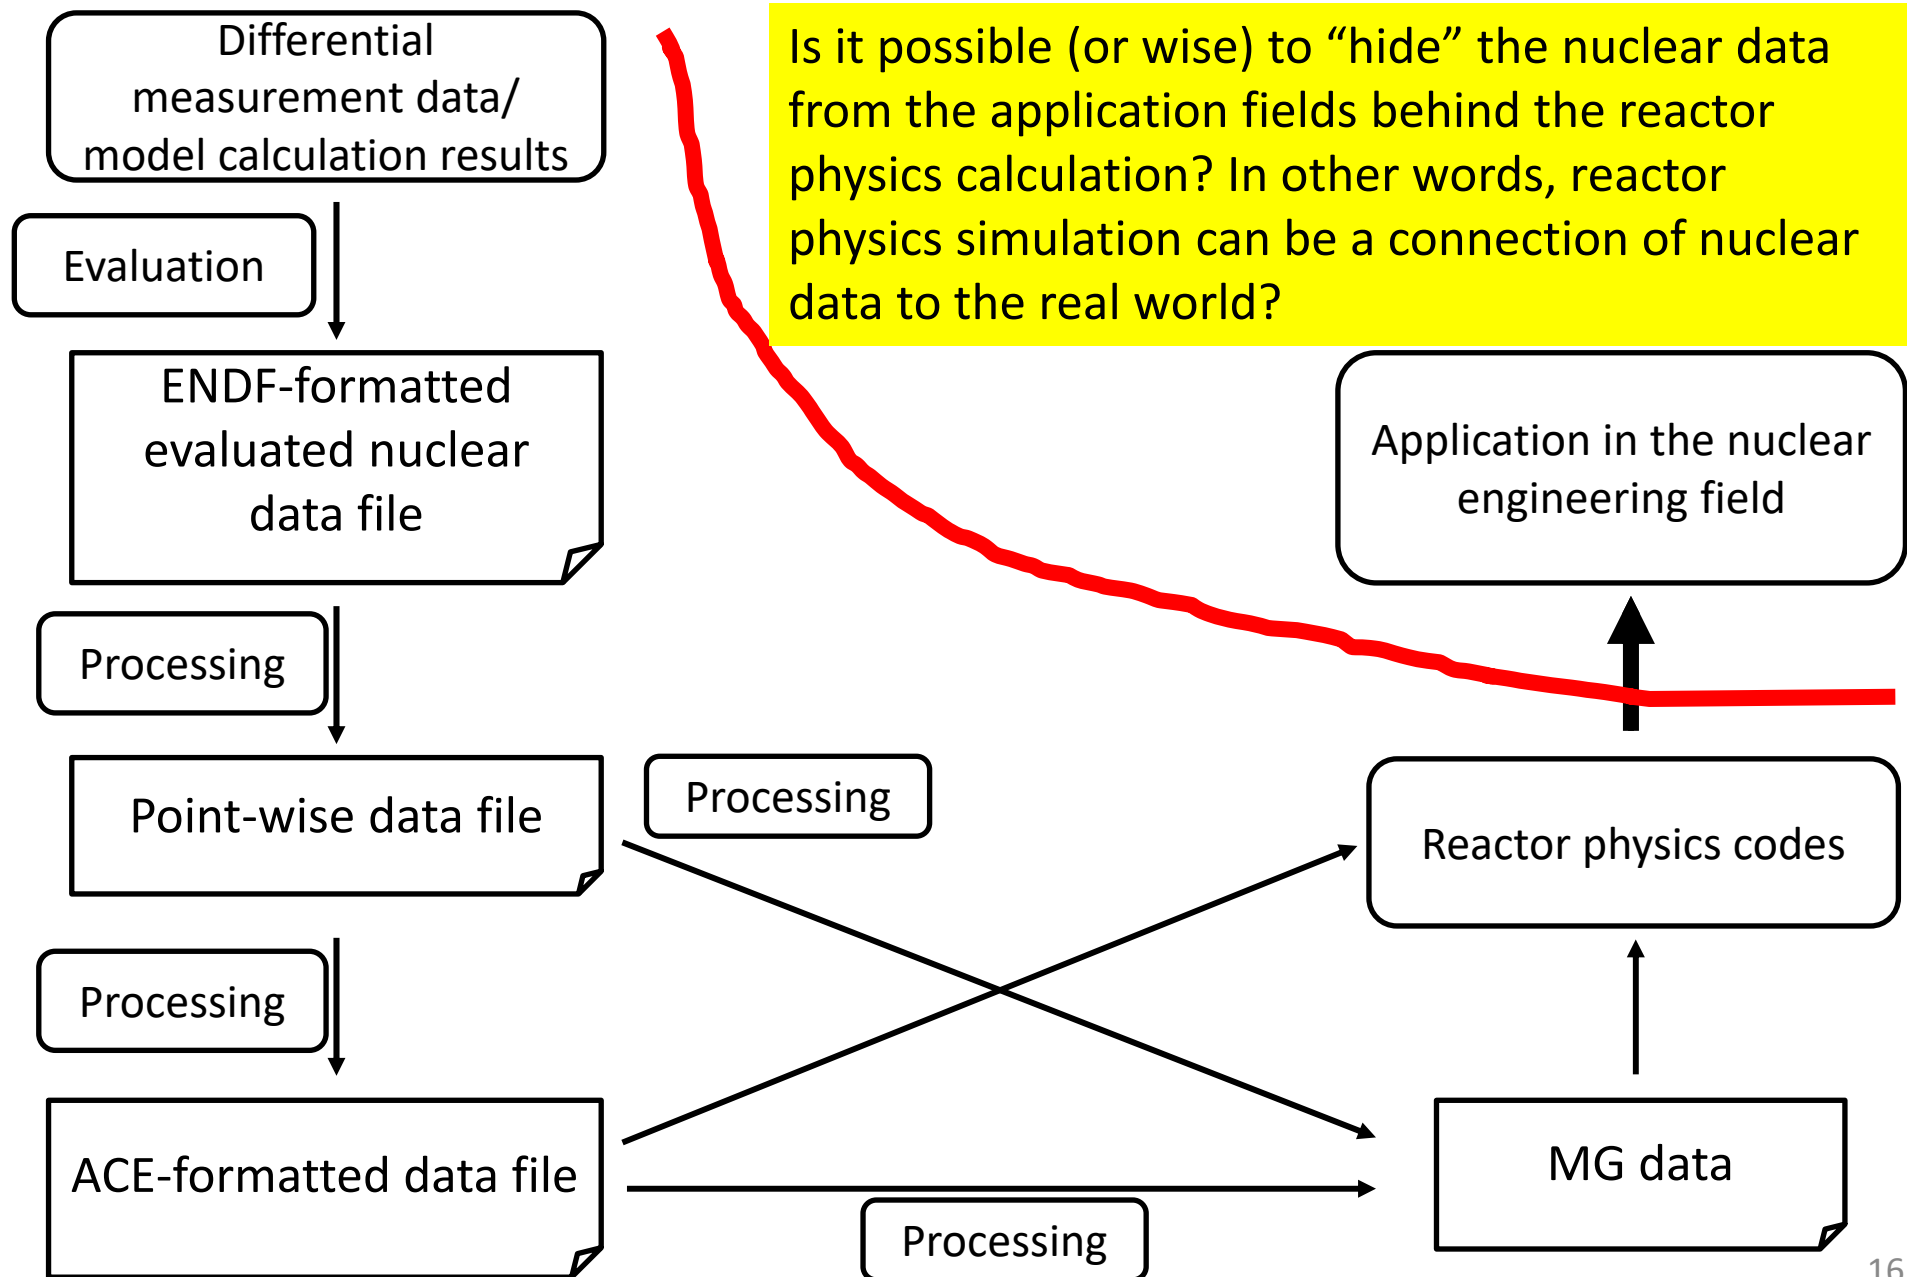 Differential
measurement data/
model calculation results
Is it possible (or wise) to “hide” the nuclear data
from the application fields behind the reactor
physics calculation? In other words, reactor
physics simulation can be a connection of nuclear
data to the real world?
Evaluation
ENDF-formatted
evaluated nuclear
data file
Application in the nuclear
engineering field
Processing
Point-wise data file
Processing
Reactor physics codes
Processing
ACE-formatted data file
MG data
Processing
16